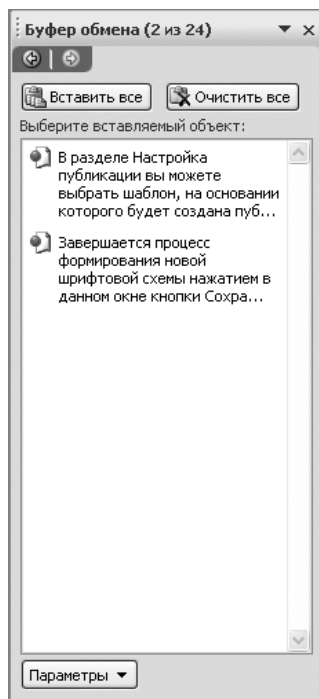 Буфер обмена (2 из 24)
Вставить все Очистить все
Выберите вставляемый объект:
В разделе Настройка
публикации вы можете
выбрать шаблон, на основании
которого будет создана пуб...
Завершается процесс
формирования новой
шрифтовой схемы нажатием в
данном окне кнопки Сохра...
Параметры